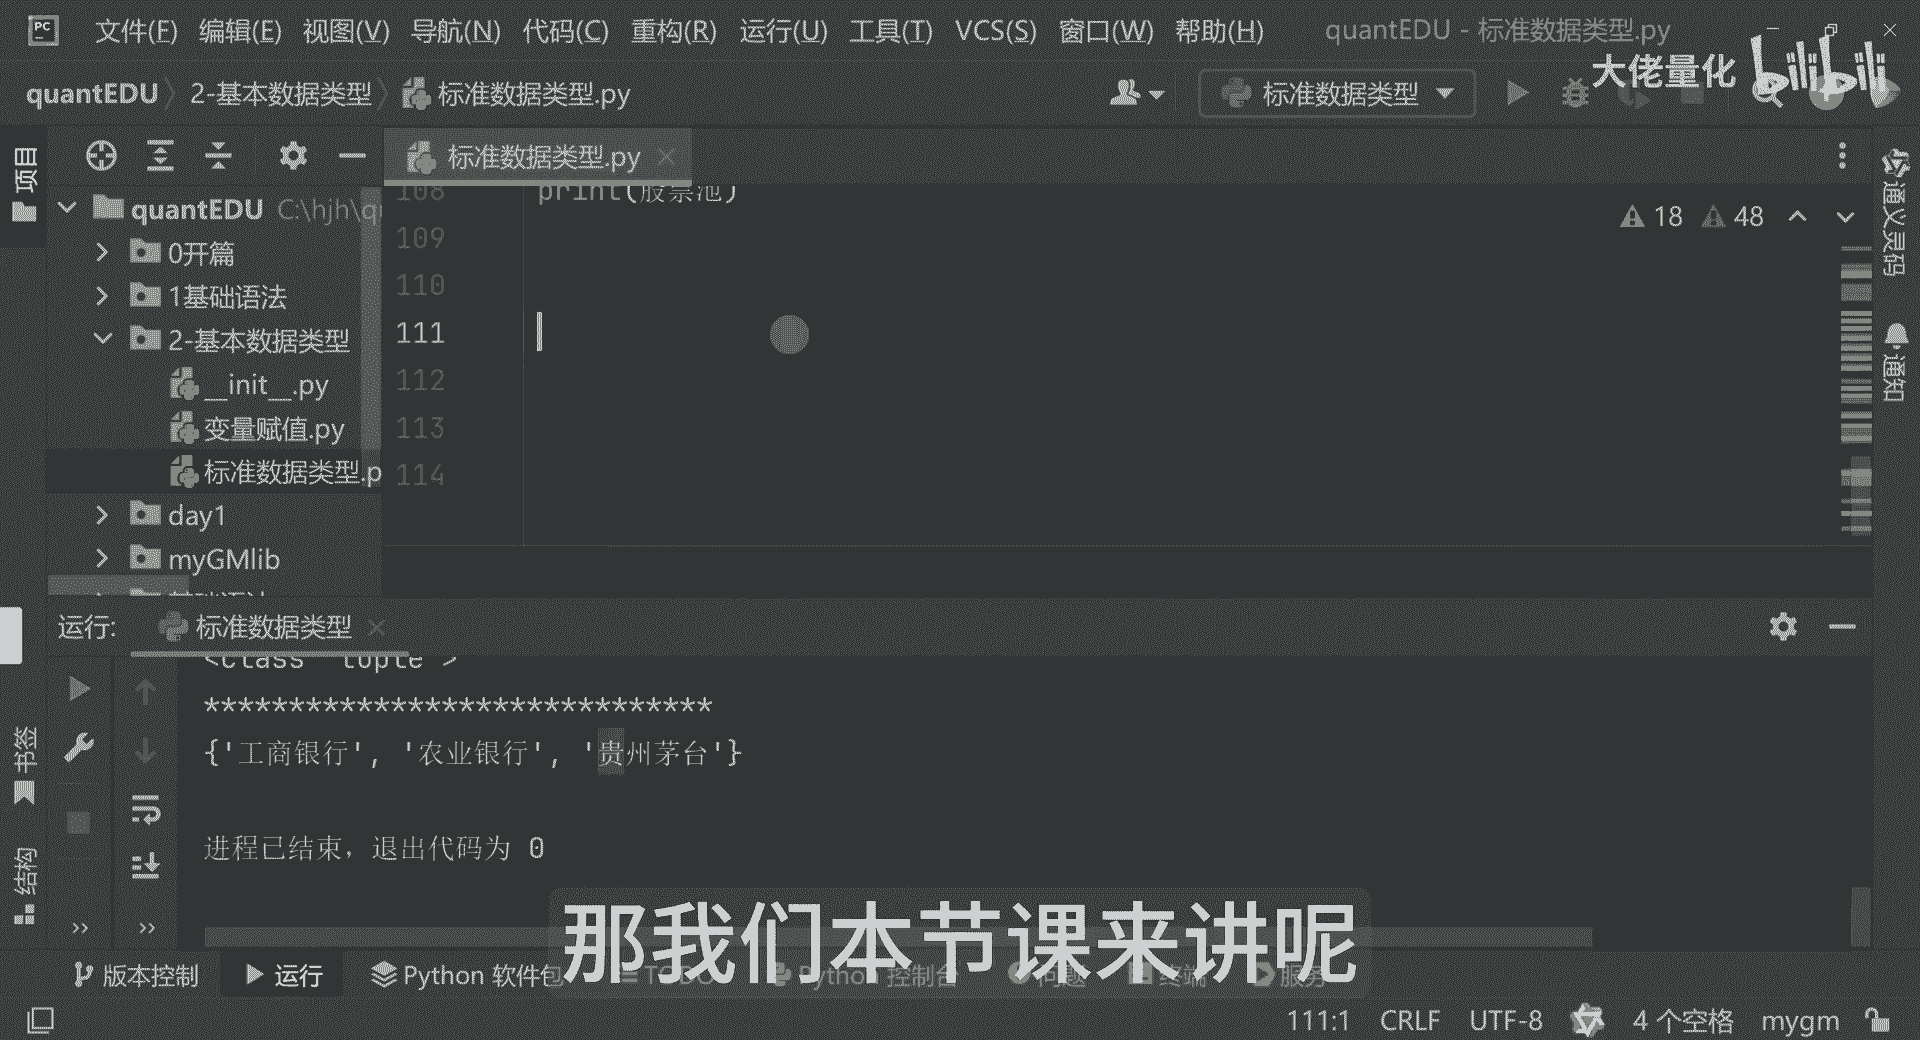 PC 文件(F) 编辑(E) 视图(V) 导航(N) 代码(C) 重构(R) 运行(U) 工具(T) VCS(S) 窗口(W) 帮助(H) quantEDU - 标准数据类型.py
大佬量化 bilibili
quantEDU 2-基本数据类型 标准数据类型.py 标准数据类型
项目
标准数据类型.py
quantEDU C:\hjh\q
0开篇
1基础语法
2-基本数据类型
__init__.py
变量赋值.py
标准数据类型.p
day1
myGMlib
基础语法
108 print(股票池)
109
110
111
112
113
114
18 48
通义灵码
通知
运行: 标准数据类型
<class 'tuple'>
******************************
{'工商银行', '农业银行', '贵州茅台'}
进程已结束，退出代码为 0
书签
结构
那我们本节课来讲呢
版本控制 运行 Python 软件包 TODO Python 控制台 问题 终端 服务
111:1 CRLF UTF-8 4 个空格 mygm